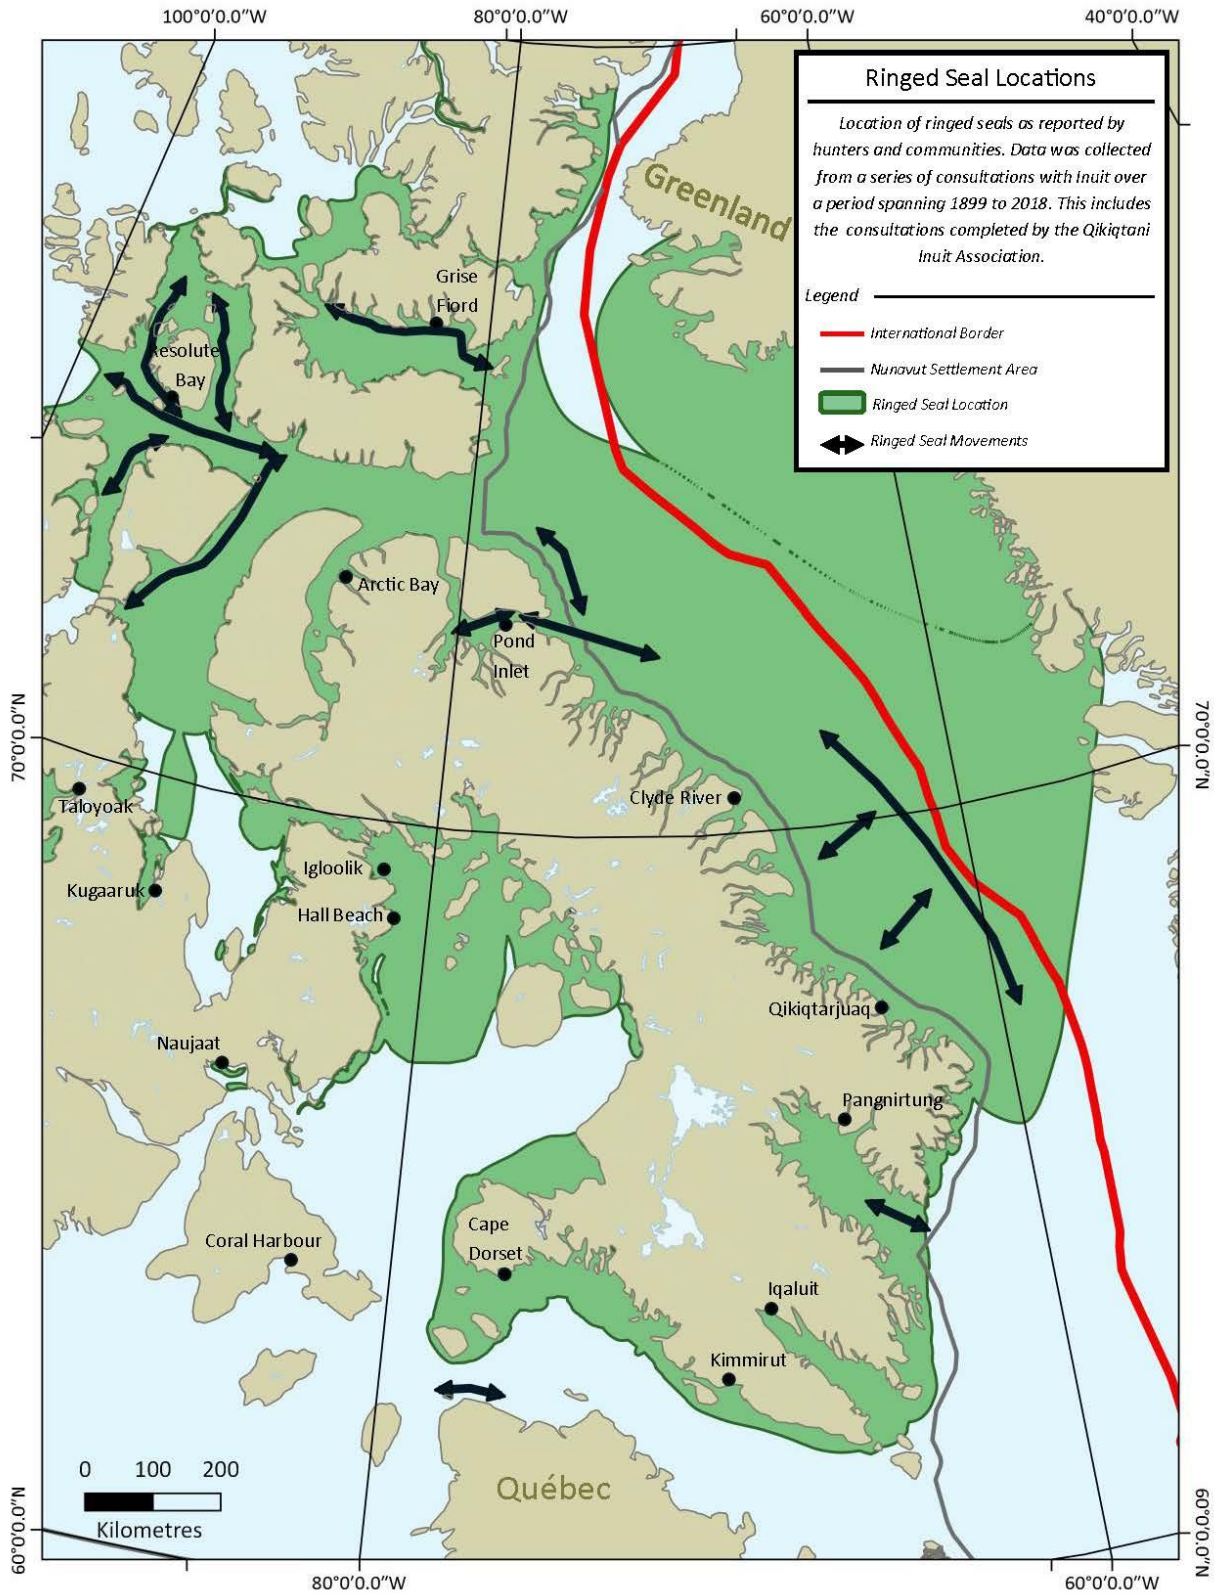 100°0'0.0"W
80°0'0.0"W
60°0'0.0"W
40°0'0.0"W
Ringed Seal Locations
Location of ringed seals as reported by
hunters and communities. Data was collected
from a series of consultations with Inuit over
a period spanning 1899 to 2018. This includes
the consultations completed by the Qikiqtani
Inuit Association.
Legend
International Border
Nunavut Settlement Area
Ringed Seal Location
Ringed Seal Movements
Greenland
Grise
Fiord
Resolute
Bay
Arctic Bay
Pond
Inlet
70°0'0.0"N
70°0'0.0"N
Taloyoak
Clyde River
Igloolik
Kugaaruk
Hall Beach
Qikiqtarjuaq
Naujaat
Pangnirtung
Cape
Dorset
Coral Harbour
Iqaluit
Kimmirut
0 100 200
Kilometres
Québec
60°0'0.0"N
60°0'0.0"N
80°0'0.0"W
60°0'0.0"W